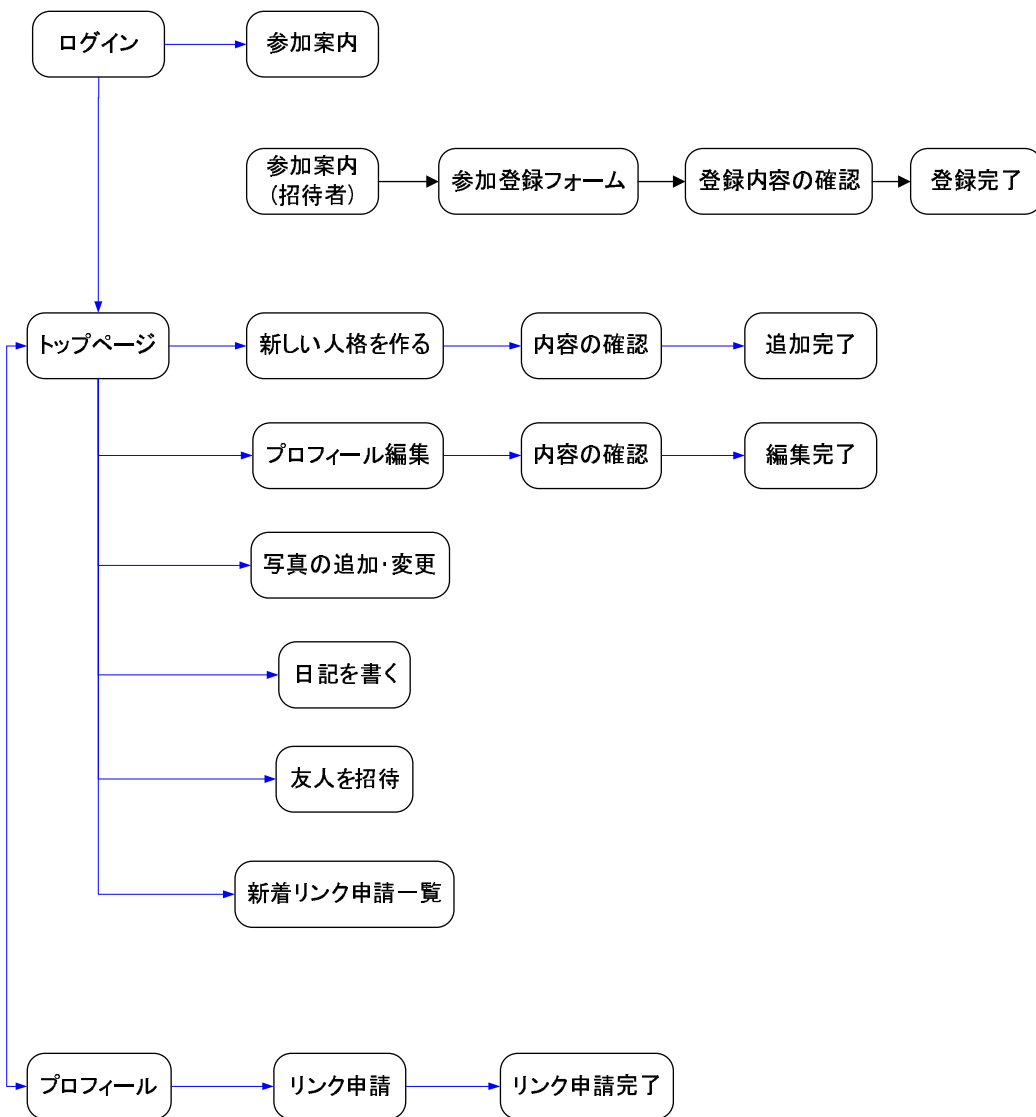 ログイン
参加案内
参加案内
(招待者)
参加登録フォーム
登録内容の確認
登録完了
トップページ
新しい人格を作る
内容の確認
追加完了
プロフィール編集
内容の確認
編集完了
写真の追加・変更
日記を書く
友人を招待
新着リンク申請一覧
プロフィール
リンク申請
リンク申請完了